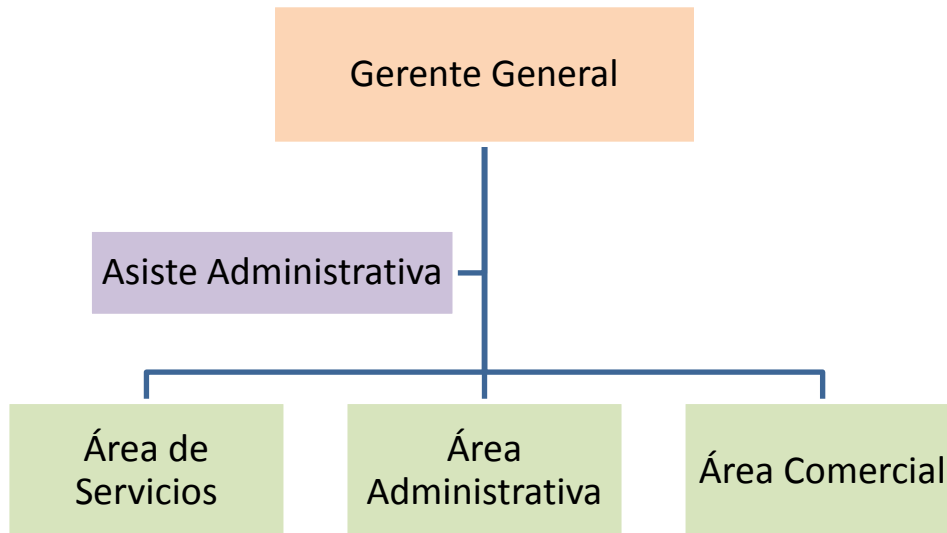 Gerente General
Asiste Administrativa
Área de
Servicios
Área
Administrativa
Área Comercial